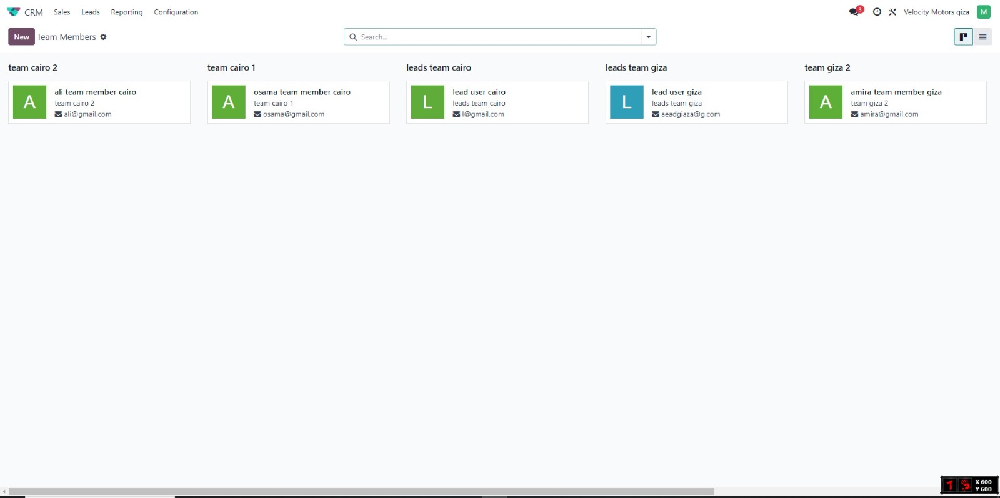 CRM Sales Leads Reporting Configuration 3 Velocity Motors giza M
New Team Members Search...
team cairo 2
A
ali team member cairo
team cairo 2
ali@gmail.com
team cairo 1
A
osama team member cairo
team cairo 1
osama@gmail.com
leads team cairo
L
lead user cairo
leads team cairo
l@gmail.com
leads team giza
L
lead user giza
leads team giza
aeadgiaza@g.com
team giza 2
A
amira team member giza
team giza 2
amira@gmail.com
X 600
Y 600